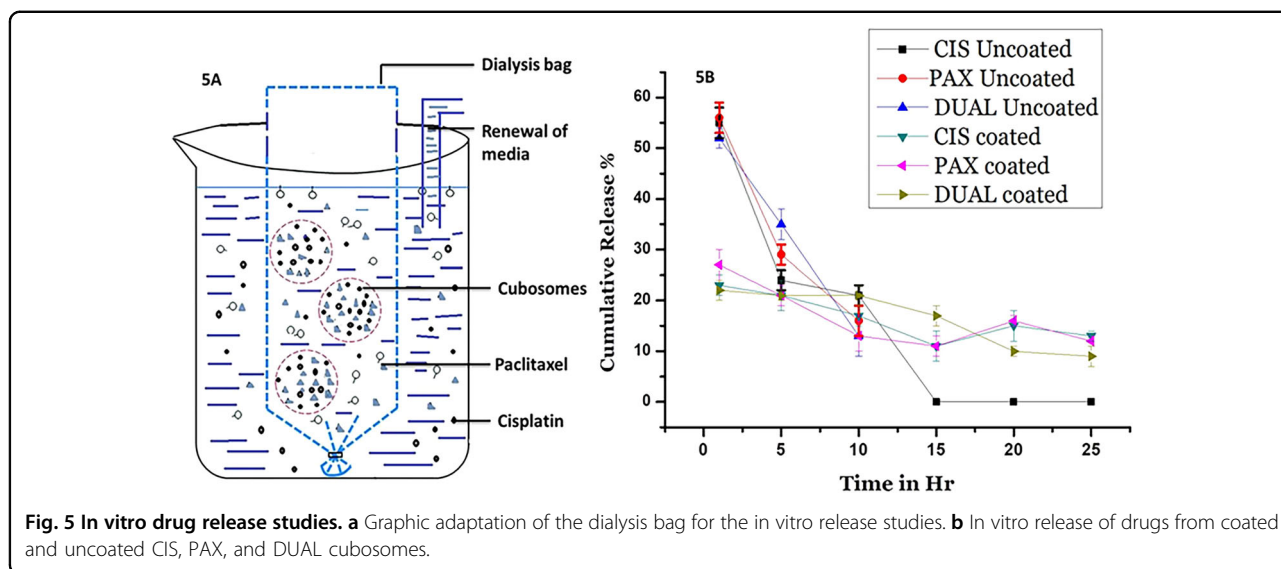 5A
Dialysis bag
Renewal of
media
Cubosomes
Paclitaxel
Cisplatin
5B
CIS Uncoated
PAX Uncoated
DUAL Uncoated
CIS coated
PAX coated
DUAL coated
Cumulative Release %
60
50
40
30
20
10
0
0 5 10 15 20 25
Time in Hr
Fig. 5 In vitro drug release studies. a Graphic adaptation of the dialysis bag for the in vitro release studies. b In vitro release of drugs from coated
and uncoated CIS, PAX, and DUAL cubosomes.